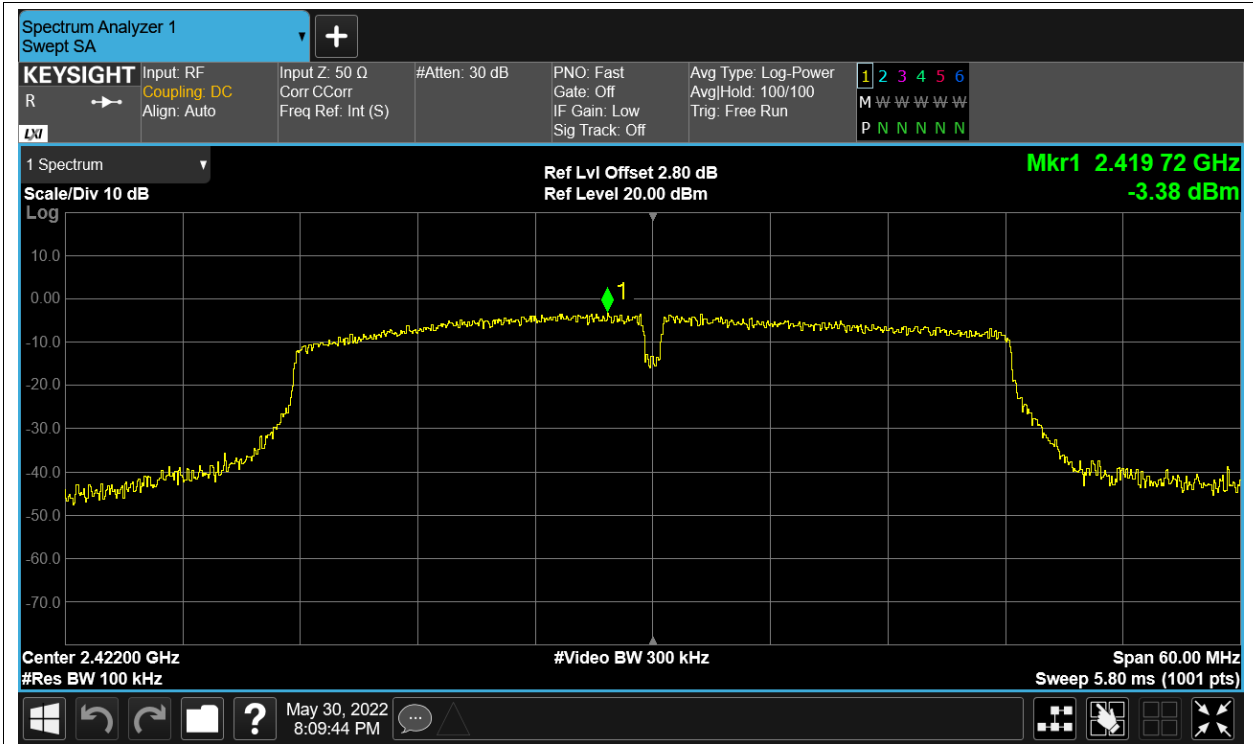 Spectrum Analyzer 1
Swept SA
KEYSIGHT
R
LXI
Input: RF
Coupling: DC
Align: Auto
Input Z: 50 Ω
Corr CCorr
Freq Ref: Int (S)
#Atten: 30 dB
PNO: Fast
Gate: Off
IF Gain: Low
Sig Track: Off
Avg Type: Log-Power
Avg|Hold: 100/100
Trig: Free Run
1 2 3 4 5 6
M W W W W W
P N N N N N
1 Spectrum
Scale/Div 10 dB
Log
Ref Lvl Offset 2.80 dB
Ref Level 20.00 dBm
Mkr1 2.419 72 GHz
-3.38 dBm
10.0
0.00
1
-10.0
-20.0
-30.0
-40.0
-50.0
-60.0
-70.0
Center 2.42200 GHz
#Res BW 100 kHz
#Video BW 300 kHz
Span 60.00 MHz
Sweep 5.80 ms (1001 pts)
?
May 30, 2022
8:09:44 PM